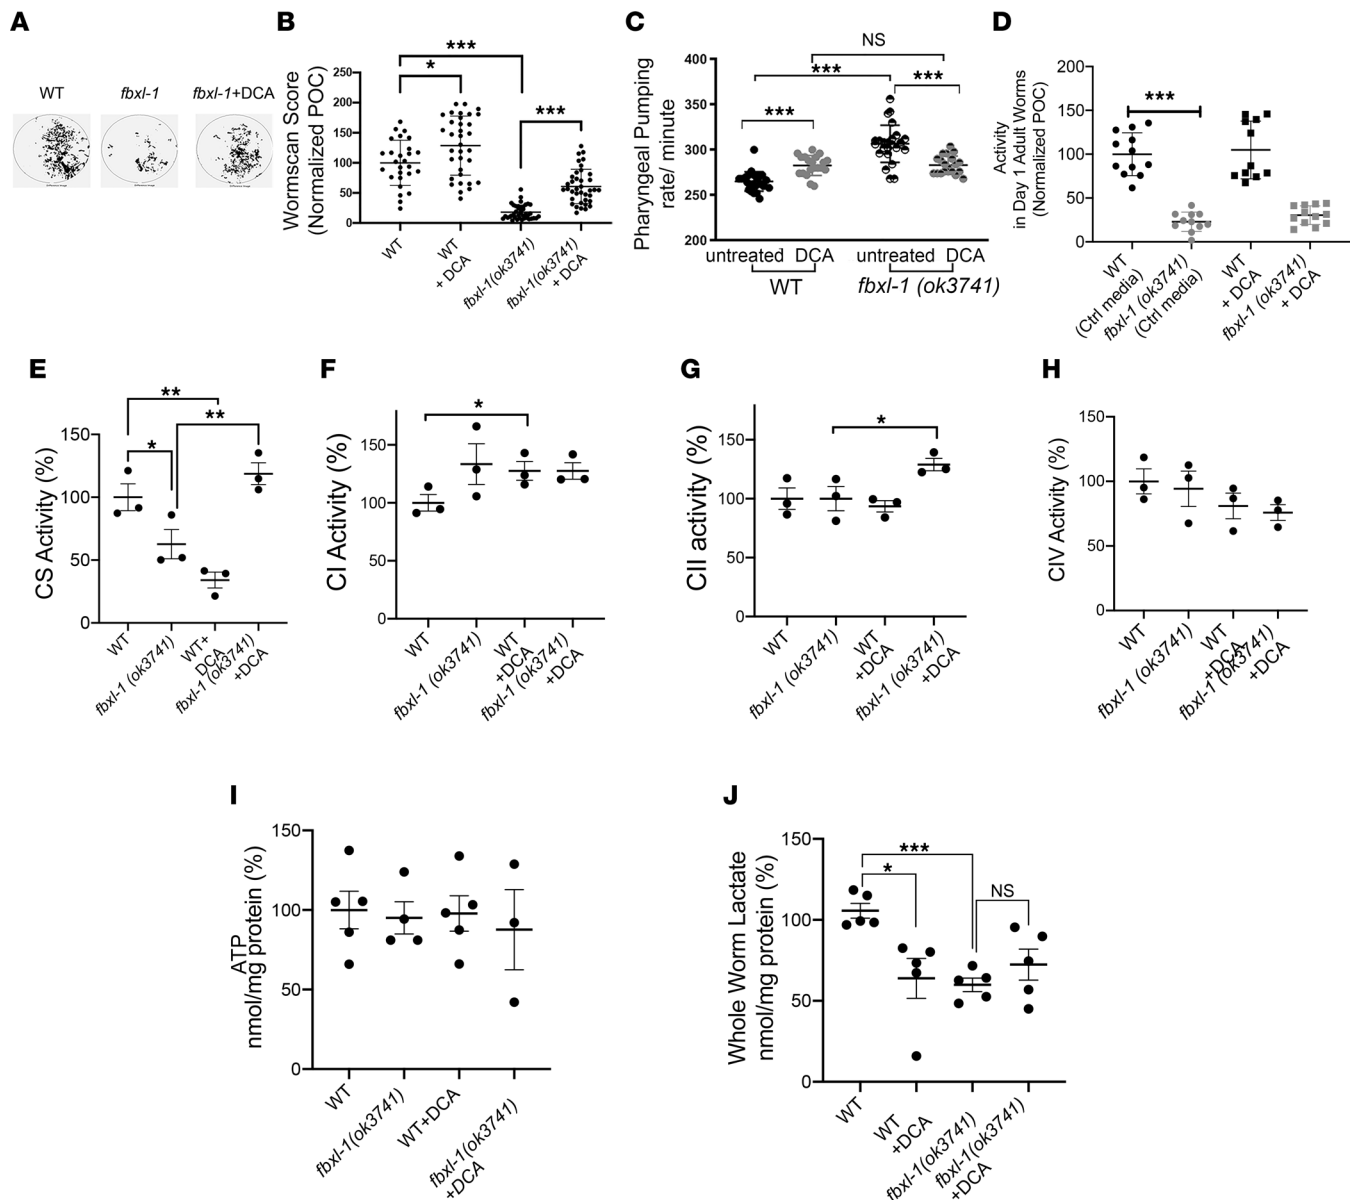 A
WT
fbxl-1
fbxl-1+DCA
B
Wormscan Score
(Normalized POC)
250
200
150
100
50
0
***
*
***
WT
WT
+ DCA
fbxl-1(ok3741)
fbxl-1(ok3741)
+ DCA
C
Pharyngeal Pumping
rate/ minute
400
350
300
250
200
NS
***
***
***
untreated
DCA
untreated
DCA
WT
fbxl-1 (ok3741)
D
Activity
in Day 1 Adult Worms
(Normalized POC)
200
150
100
50
0
***
WT
(Ctrl media)
fbxl-1 (ok3741)
(Ctrl media)
WT
+ DCA
fbxl-1 (ok3741)
+ DCA
E
CS Activity (%)
150
100
50
0
**
**
*
WT
fbxl-1 (ok3741)
WT+
DCA
fbxl-1 (ok3741)
+DCA
F
CI Activity (%)
150
100
50
0
*
WT
fbxl-1 (ok3741)
WT
+DCA
fbxl-1 (ok3741)
+DCA
G
CII activity (%)
150
100
50
0
*
WT
fbxl-1 (ok3741)
WT
+DCA
fbxl-1 (ok3741)
+DCA
H
CIV Activity (%)
150
100
50
0
WT
fbxl-1 (ok3741)
WT
+DCA
fbxl-1 (ok3741)
+DCA
I
ATP
nmol/mg protein (%)
150
100
50
0
WT
fbxl-1(ok3741)
WT+DCA
fbxl-1(ok3741)
+DCA
J
Whole Worm Lactate
nmol/mg protein (%)
150
100
50
0
***
*
NS
WT
WT
+DCA
fbxl-1(ok3741)
fbxl-1(ok3741)
+DCA